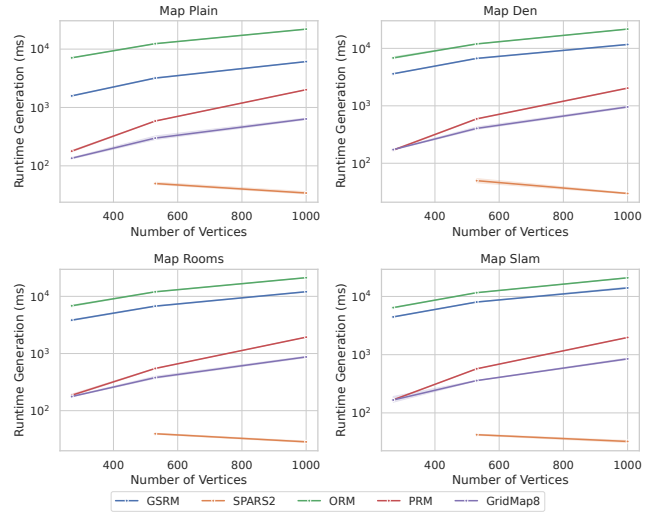 Map Plain
Runtime Generation (ms)
10⁴
10³
10²
400 600 800 1000
Number of Vertices
Map Den
Runtime Generation (ms)
10⁴
10³
10²
400 600 800 1000
Number of Vertices
Map Rooms
Runtime Generation (ms)
10⁴
10³
10²
400 600 800 1000
Number of Vertices
Map Slam
Runtime Generation (ms)
10⁴
10³
10²
400 600 800 1000
Number of Vertices
GSRM SPARS2 ORM PRM GridMap8